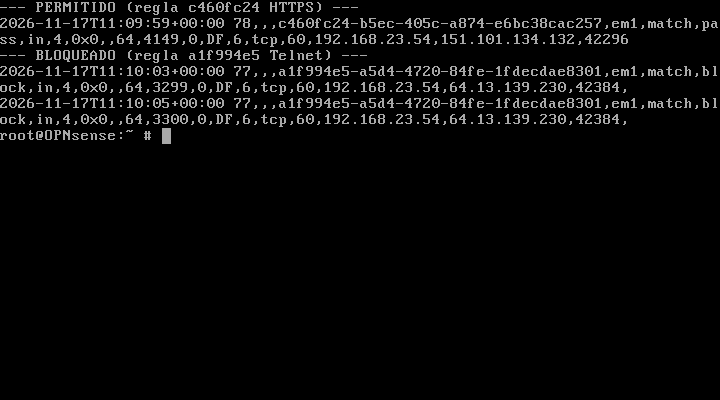 --- PERMITIDO (regla c460fc24 HTTPS) ---
2026-11-17T11:09:59+00:00 78,,,c460fc24-b5ec-405c-a874-e6bc38cac257,em1,match,pa
ss,in,4,0x0,,64,4149,0,DF,6,tcp,60,192.168.23.54,151.101.134.132,42296
--- BLOQUEADO (regla a1f994e5 Telnet) ---
2026-11-17T11:10:03+00:00 77,,,a1f994e5-a5d4-4720-84fe-1fdecdae8301,em1,match,bl
ock,in,4,0x0,,64,3299,0,DF,6,tcp,60,192.168.23.54,64.13.139.230,42384,
2026-11-17T11:10:05+00:00 77,,,a1f994e5-a5d4-4720-84fe-1fdecdae8301,em1,match,bl
ock,in,4,0x0,,64,3300,0,DF,6,tcp,60,192.168.23.54,64.13.139.230,42384,
root@OPNsense:~ #